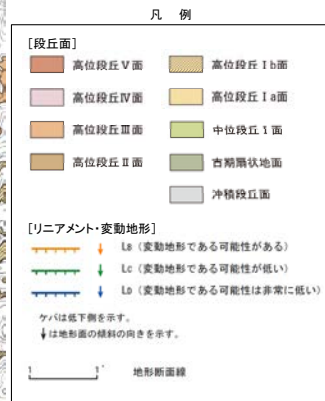 凡 例
[段丘面]
高位段丘Ⅴ面
高位段丘Ⅰb面
高位段丘Ⅳ面
高位段丘Ⅰa面
高位段丘Ⅲ面
中位段丘1面
高位段丘Ⅱ面
古期扇状地面
沖積段丘面
[リニアメント・変動地形]
LB (変動地形である可能性がある)
LC (変動地形である可能性が低い)
LD (変動地形である可能性は非常に低い)
ケバは低下側を示す。
↓は地形面の傾斜の向きを示す。
1 1' 地形断面線